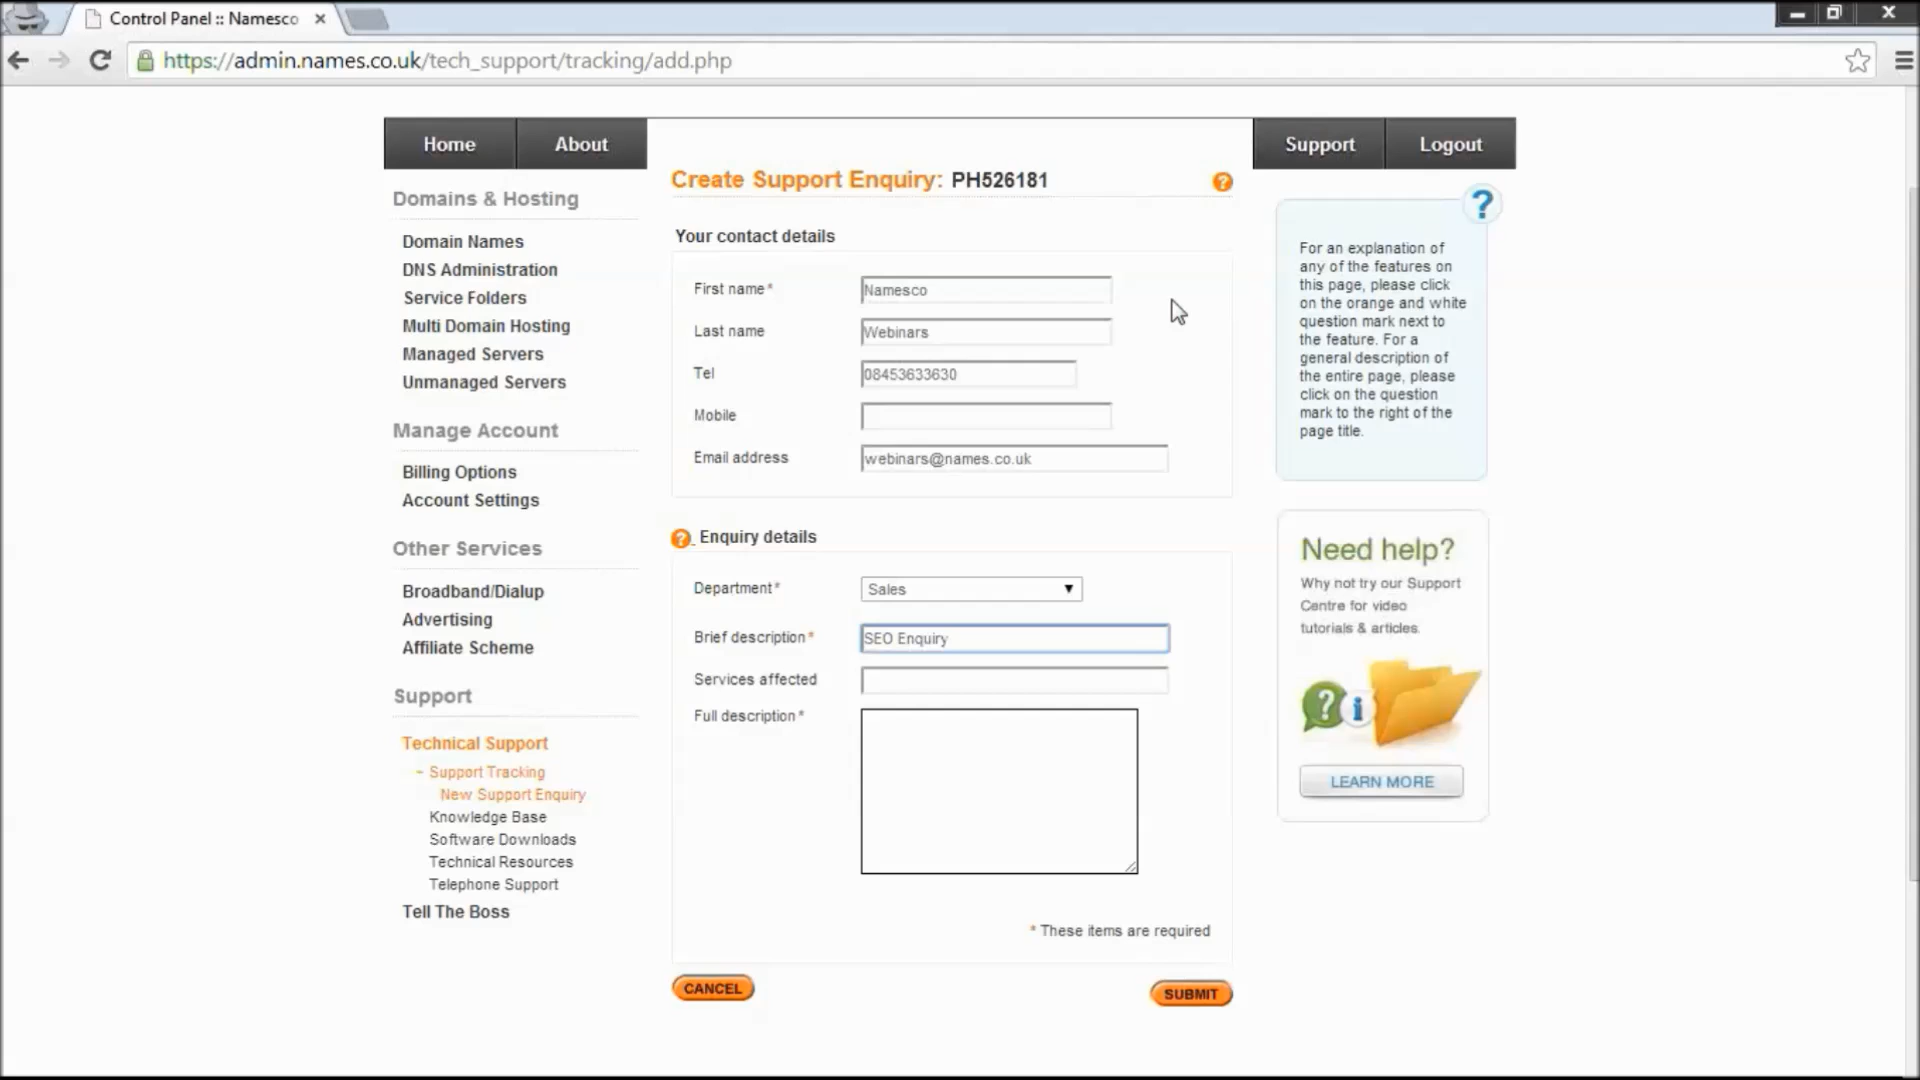 Control Panel :: Namesco
https://admin.names.co.uk/tech_support/tracking/add.php
Home
About
Support
Logout
Domains & Hosting
Domain Names
DNS Administration
Service Folders
Multi Domain Hosting
Managed Servers
Unmanaged Servers
Manage Account
Billing Options
Account Settings
Other Services
Broadband/Dialup
Advertising
Affiliate Scheme
Support
Technical Support
- Support Tracking
New Support Enquiry
Knowledge Base
Software Downloads
Technical Resources
Telephone Support
Tell The Boss
Create Support Enquiry: PH526181
?
Your contact details
First name*
Namesco
Last name
Webinars
Tel
08453633630
Mobile
Email address
webinars@names.co.uk
? Enquiry details
Department*
Sales
Brief description*
SEO Enquiry
Services affected
Full description*
* These items are required
CANCEL
SUBMIT
?
For an explanation of
any of the features on
this page, please click
on the orange and white
question mark next to
the feature. For a
general description of
the entire page, please
click on the question
mark to the right of the
page title.
Need help?
Why not try our Support
Centre for video
tutorials & articles.
? i
LEARN MORE